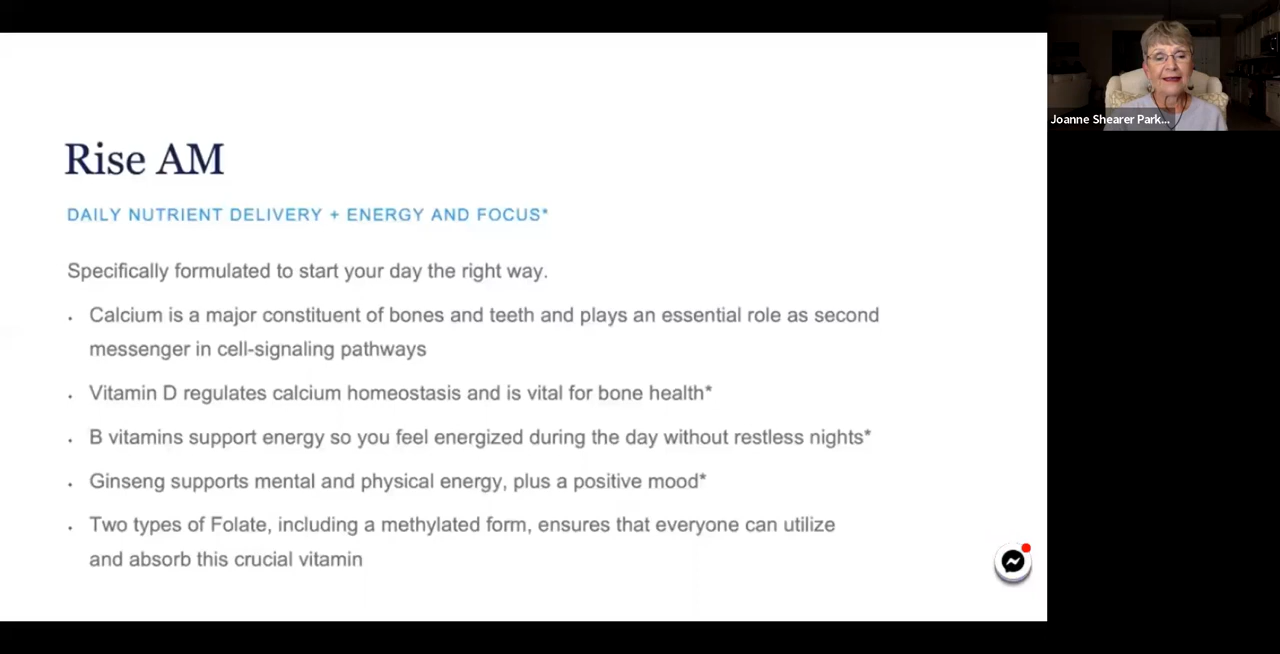 Rise AM
DAILY NUTRIENT DELIVERY + ENERGY AND FOCUS*
Specifically formulated to start your day the right way.
• Calcium is a major constituent of bones and teeth and plays an essential role as second
messenger in cell-signaling pathways
• Vitamin D regulates calcium homeostasis and is vital for bone health*
• B vitamins support energy so you feel energized during the day without restless nights*
• Ginseng supports mental and physical energy, plus a positive mood*
• Two types of Folate, including a methylated form, ensures that everyone can utilize
and absorb this crucial vitamin
Joanne Shearer Park...